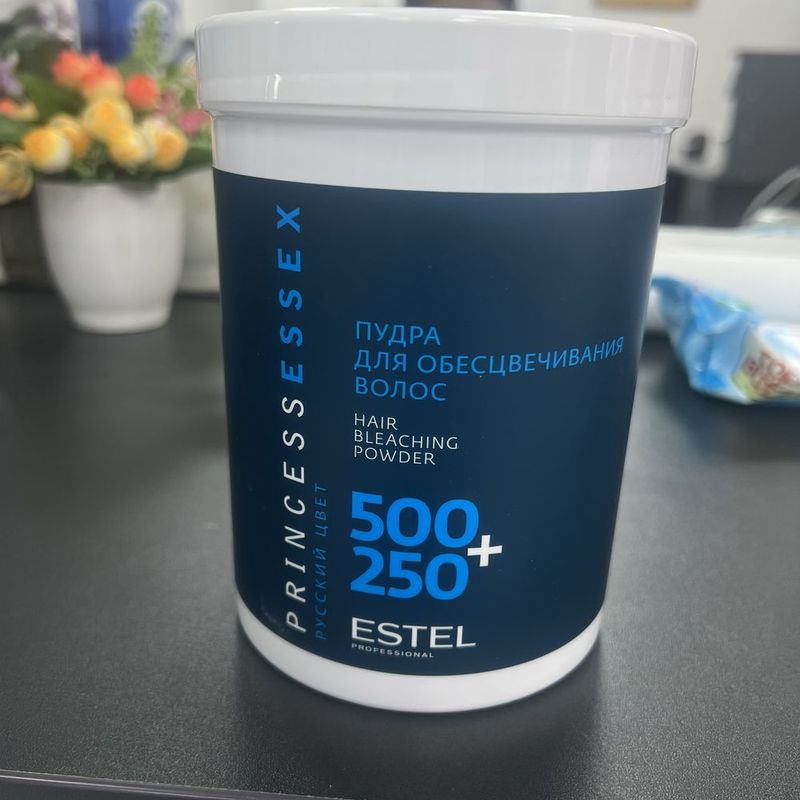 PRINCESSESSEX
РУССКИЙ ЦВЕТ
ПУДРА
ДЛЯ ОБЕСЦВЕЧИВАНИЯ
ВОЛОС
HAIR
BLEACHING
POWDER
500
+
250
ESTEL
PROFESSIONAL